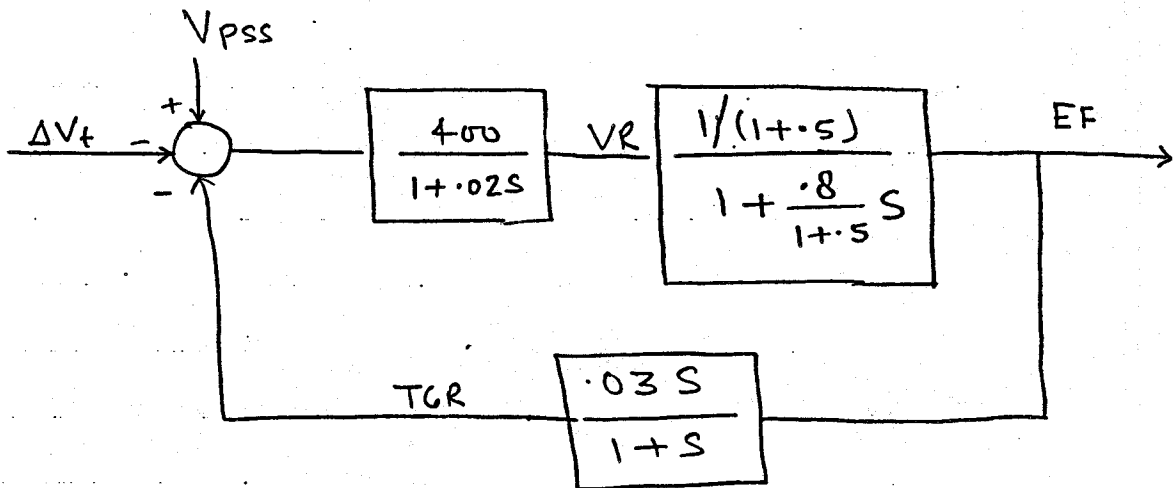 Vpss
+
ΔVt
-
-
400
1+.02S
VR
1/(1+.5)
1+ .8/1+.5 S
EF
TGR
.03 S
1+S